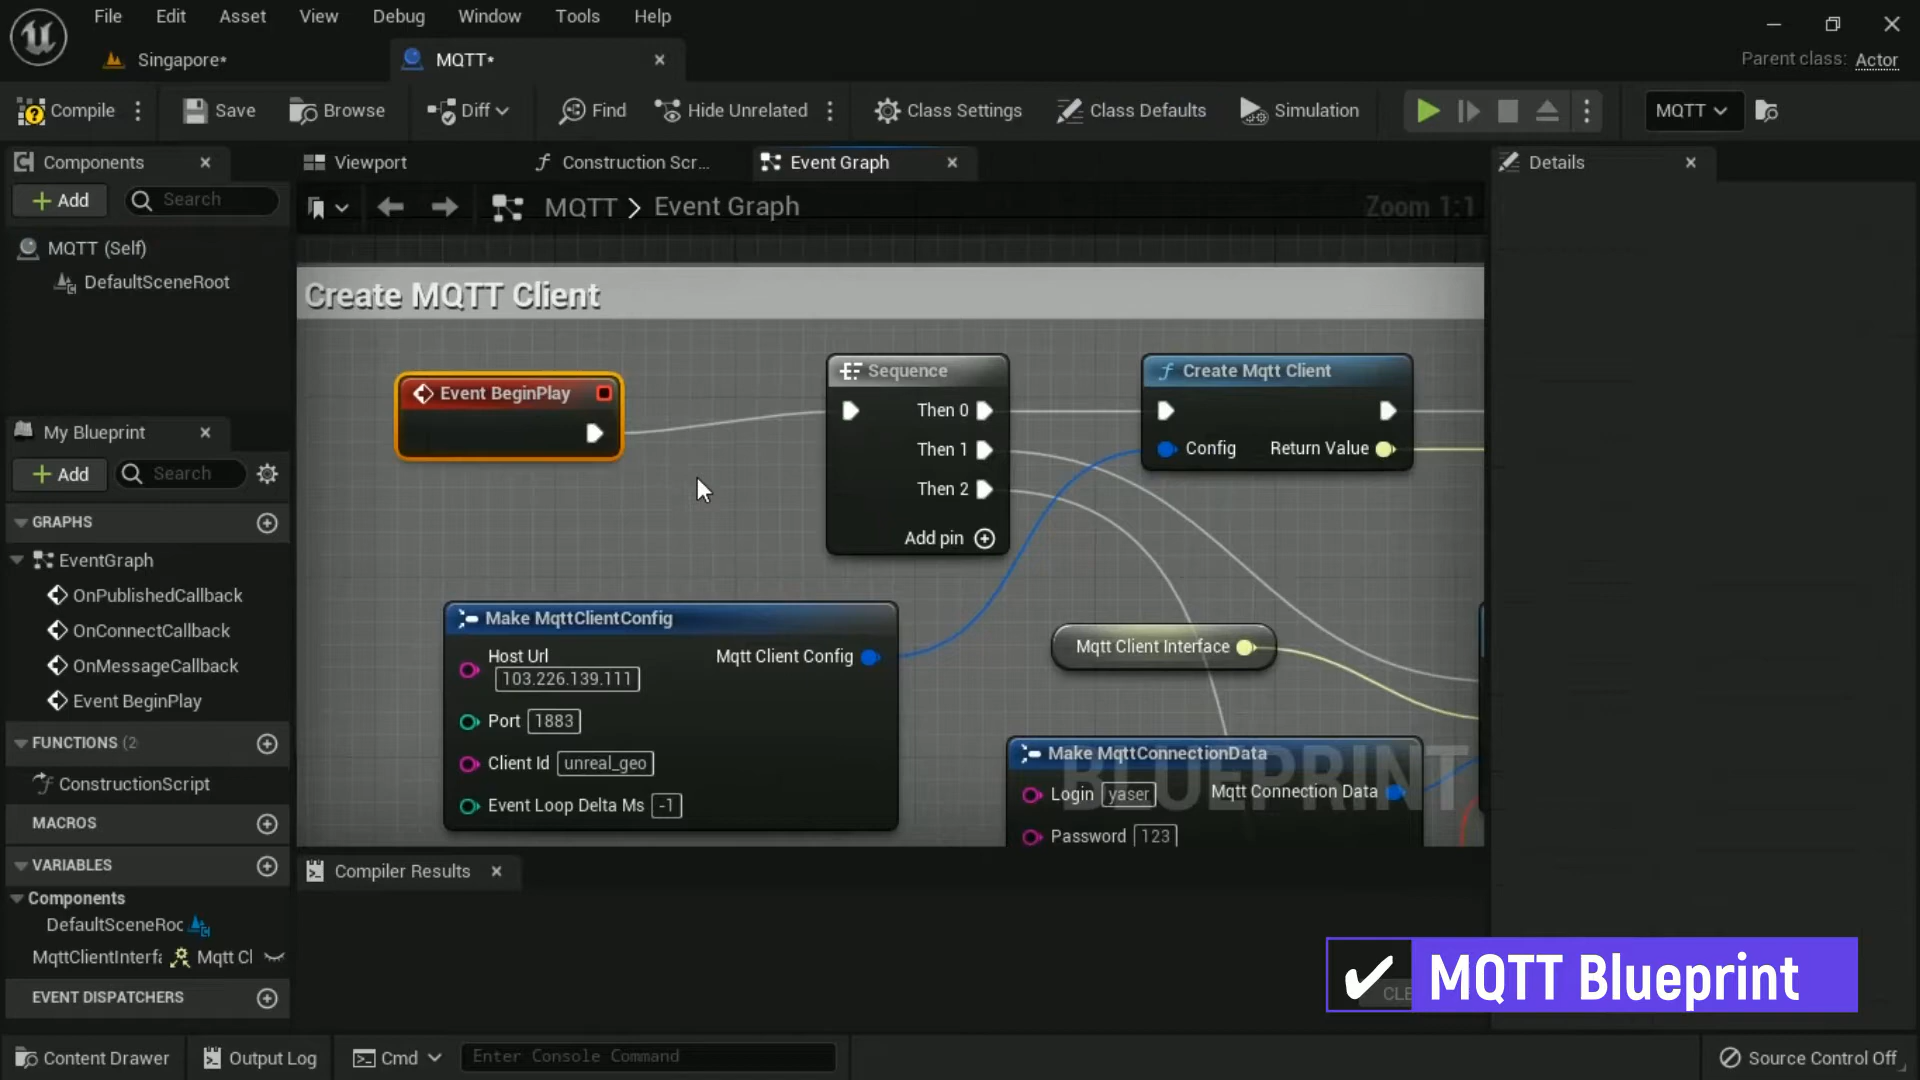 File Edit Asset View Debug Window Tools Help
Singapore*
MQTT*
Parent class: Actor
Compile
Save
Browse
Diff
Find
Hide Unrelated
Class Settings
Class Defaults
Simulation
MQTT
Components
Add
Search
MQTT (Self)
DefaultSceneRoot
My Blueprint
Add
Search
GRAPHS
EventGraph
OnPublishedCallback
OnConnectCallback
OnMessageCallback
Event BeginPlay
FUNCTIONS (2
ConstructionScript
MACROS
VARIABLES
Components
DefaultSceneRoo
MqttClientInterfa Mqtt Cl
EVENT DISPATCHERS
Viewport
Construction Scr...
Event Graph
MQTT > Event Graph
Zoom 1:1
Create MQTT Client
Event BeginPlay
Sequence
Then 0
Then 1
Then 2
Add pin
Create Mqtt Client
Config Return Value
Make MqttClientConfig
Host Url
103.226.139.111
Mqtt Client Config
Port 1883
Client Id unreal_geo
Event Loop Delta Ms -1
Mqtt Client Interface
Make MqttConnectionData
Login yaser
Mqtt Connection Data
Password 123
BLUEPRINT
Details
Compiler Results
CLE
MQTT Blueprint
Content Drawer
Output Log
Cmd
Enter Console Command
Source Control Off